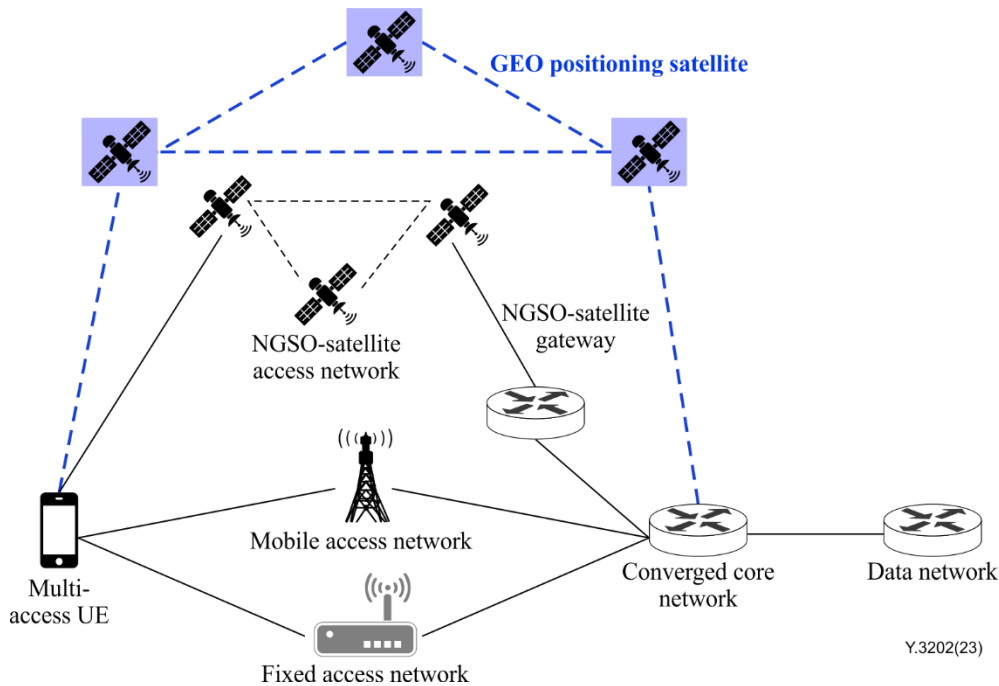 GEO positioning satellite
NGSO-satellite
gateway
NGSO-satellite
access network
Mobile access network
Multi-
access UE
Converged core
network
Data network
Fixed access network
Y.3202(23)